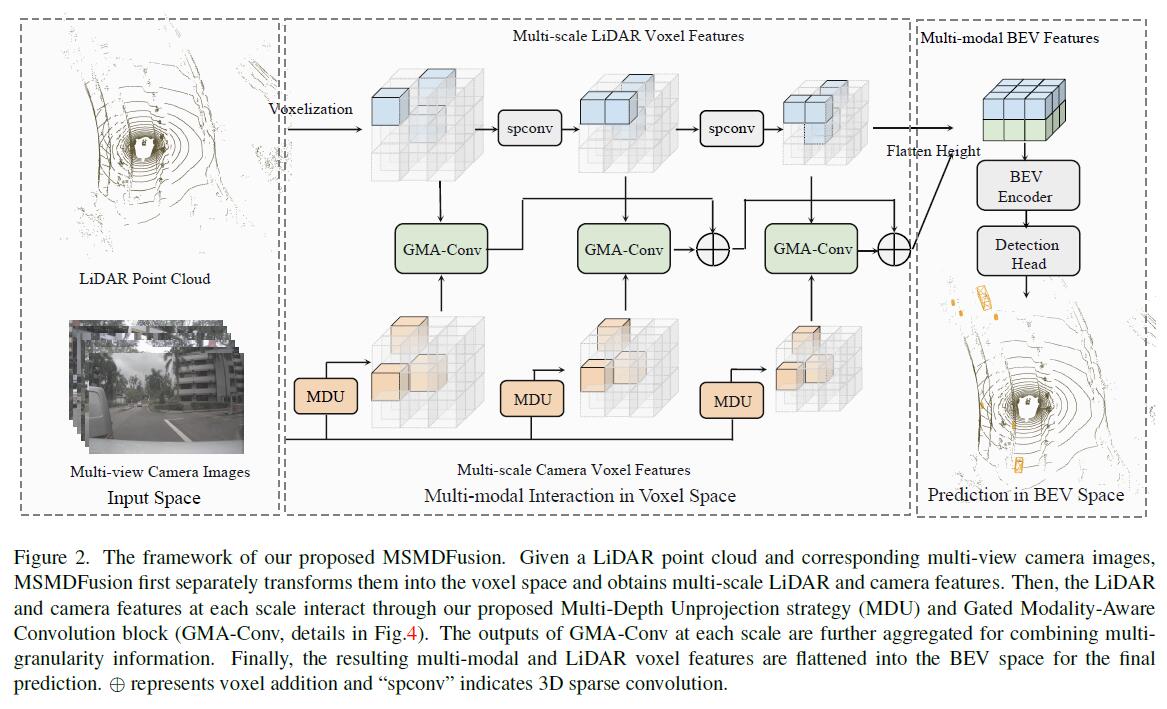 Multi-scale LiDAR Voxel Features
Multi-modal BEV Features
Voxelization
spconv
spconv
Flatten Height
BEV
Encoder
GMA-Conv
GMA-Conv
GMA-Conv
Detection
Head
LiDAR Point Cloud
MDU
MDU
MDU
Multi-view Camera Images
Input Space
Multi-scale Camera Voxel Features
Multi-modal Interaction in Voxel Space
Prediction in BEV Space
Figure 2. The framework of our proposed MSMDFusion. Given a LiDAR point cloud and corresponding multi-view camera images,
MSMDFusion first separately transforms them into the voxel space and obtains multi-scale LiDAR and camera features. Then, the LiDAR
and camera features at each scale interact through our proposed Multi-Depth Unprojection strategy (MDU) and Gated Modality-Aware
Convolution block (GMA-Conv, details in Fig.4). The outputs of GMA-Conv at each scale are further aggregated for combining multi-
granularity information. Finally, the resulting multi-modal and LiDAR voxel features are flattened into the BEV space for the final
prediction. ⊕ represents voxel addition and “spconv” indicates 3D sparse convolution.